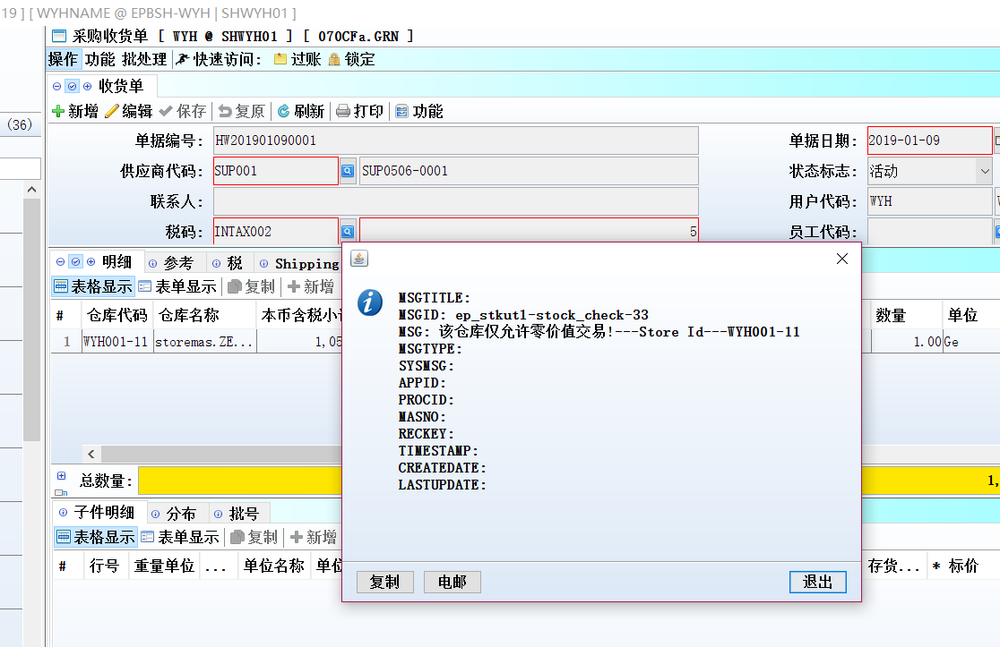 19 ] [ WYHNAME @ EPBSH-WYH | SHWYH01 ]
采购收货单 [ WYH @ SHWYH01 ] [ 070CFa.GRN ]
操作 功能 批处理 快速访问: 过账 锁定
收货单
(36)
新增 编辑 保存 复原 刷新 打印 功能
单据编号: HW201901090001 单据日期: 2019-01-09
供应商代码: SUP001 SUP0506-0001 状态标志: 活动
联系人: 用户代码: WYH
税码: INTAX002 5 员工代码:
明细 参考 税 Shipping
表格显示 表单显示 复制 新增
# 仓库代码 仓库名称 本币含税小 数量 单位
1 WYH001-11 storemas.ZE... 1,05 1.00 Ge
MSGTITLE:
MSGID: ep_stkutl-stock_check-33
MSG: 该仓库仅允许零价值交易!---Store Id---WYH001-11
MSGTYPE:
SYSMSG:
APPID:
PROCID:
MASNO:
RECKEY:
TIMESTAMP:
CREATEDATE:
LASTUPDATE:
总数量: 1,
子件明细 分布 批号
表格显示 表单显示 复制 新增
# 行号 重量单位 ... 单位名称 单位 存货... * 标价
复制 电邮 退出